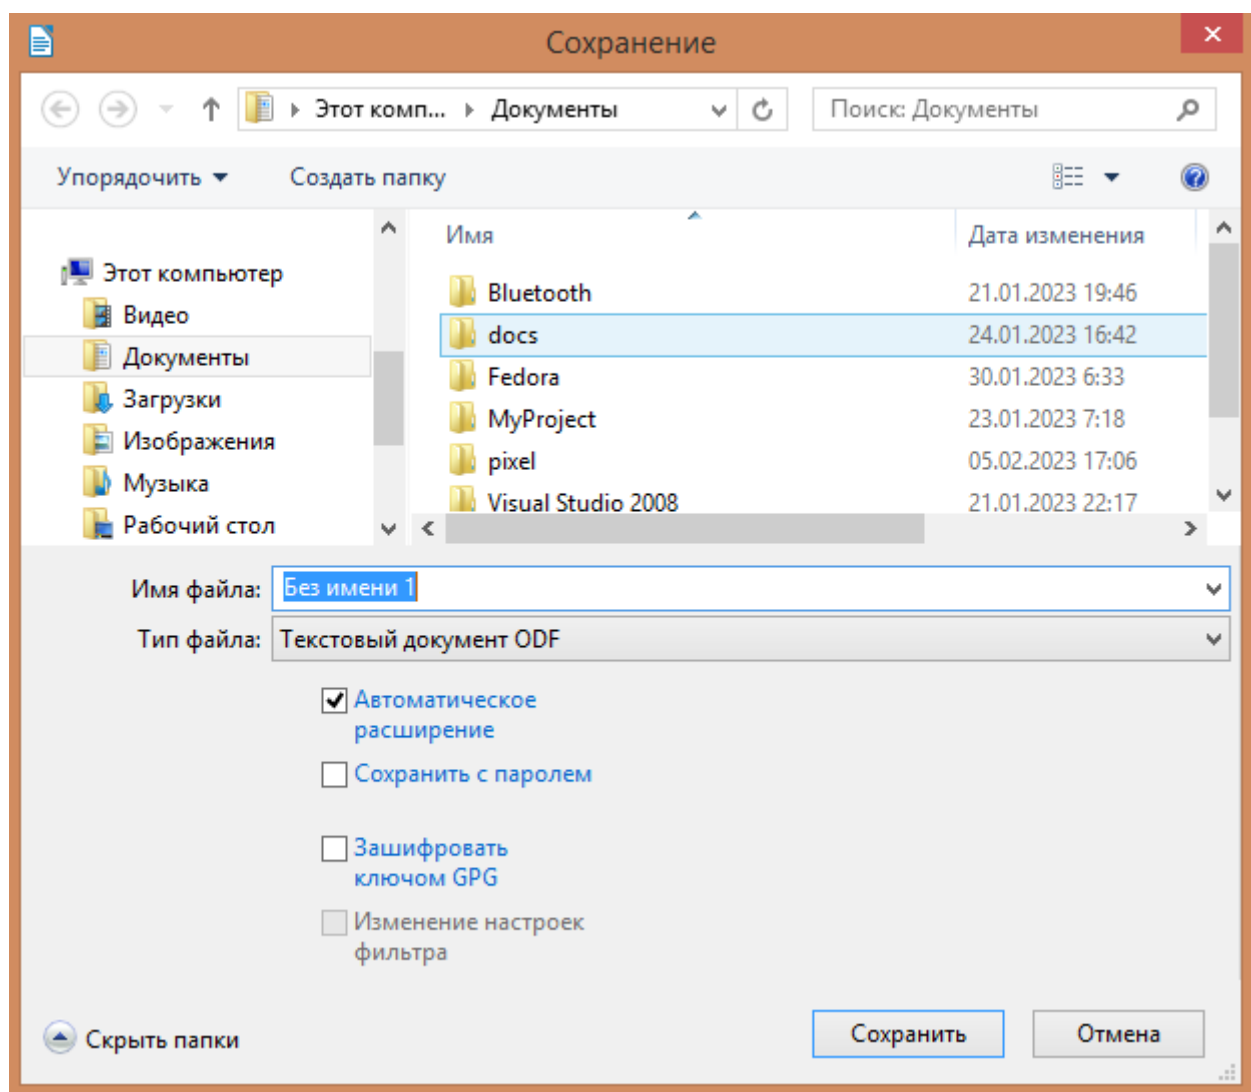 Сохранение
Этот комп... Документы
Поиск: Документы
Упорядочить Создать папку
Имя Дата изменения
Этот компьютер
Видео
Документы
Загрузки
Изображения
Музыка
Рабочий стол
Bluetooth 21.01.2023 19:46
docs 24.01.2023 16:42
Fedora 30.01.2023 6:33
MyProject 23.01.2023 7:18
pixel 05.02.2023 17:06
Visual Studio 2008 21.01.2023 22:17
Имя файла: Без имени 1
Тип файла: Текстовый документ ODF
Автоматическое
расширение
Сохранить с паролем
Зашифровать
ключом GPG
Изменение настроек
фильтра
Скрыть папки Сохранить Отмена